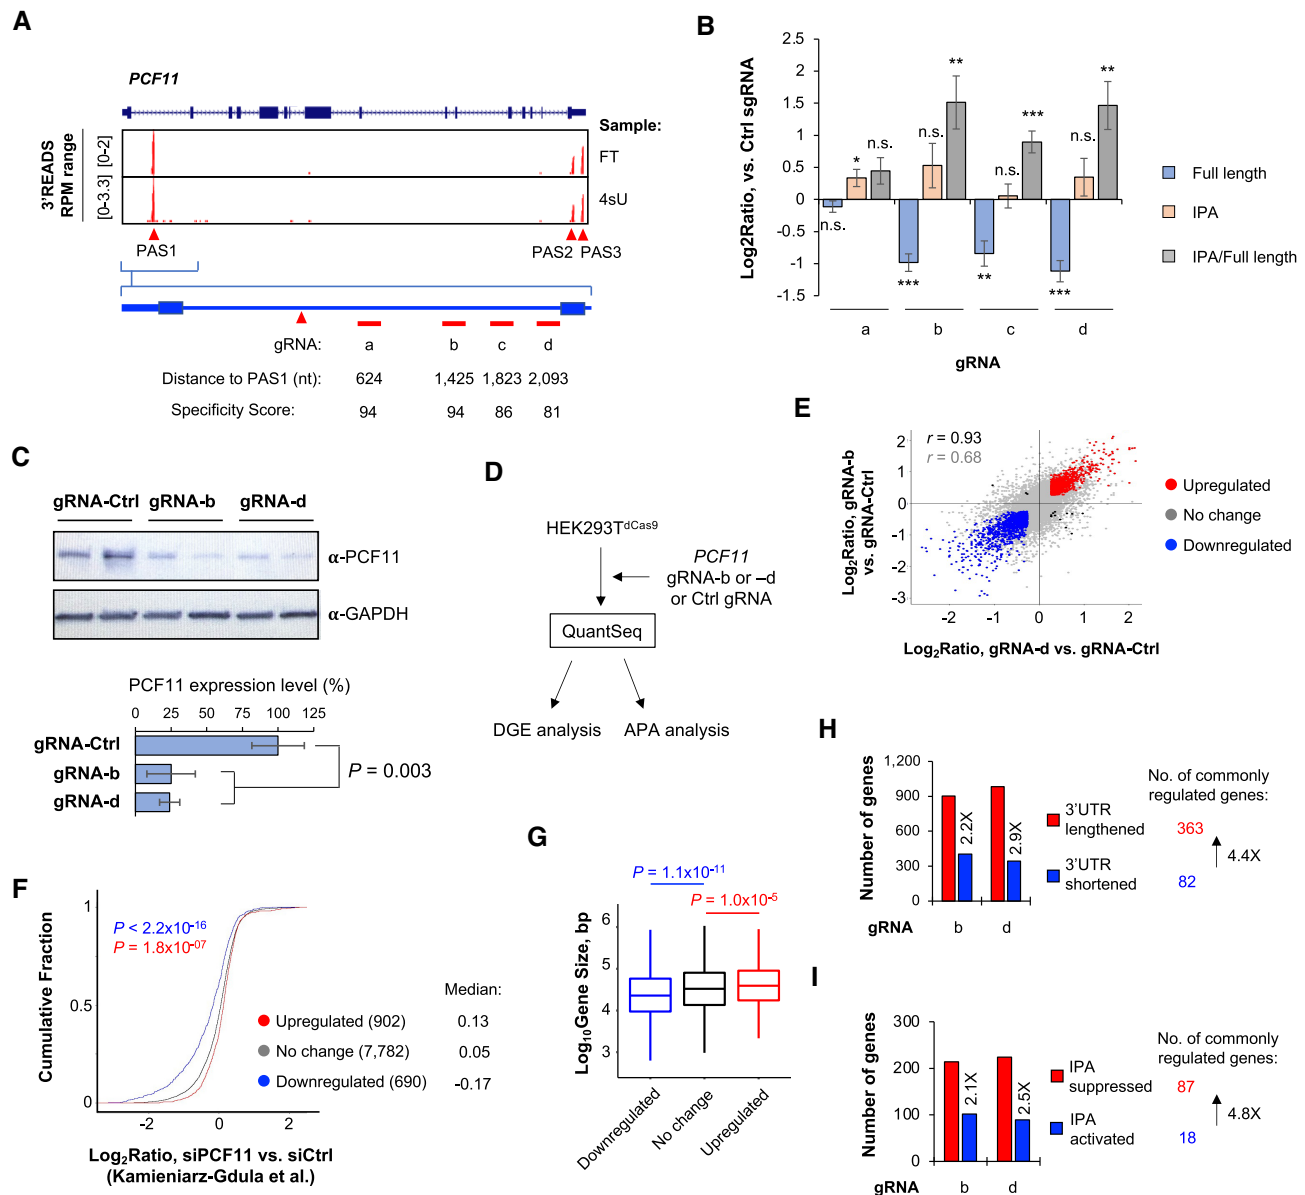 A
PCF11
3'READS
RPM range
[0-3.3] [0-2]
Sample:
FT
4sU
PAS1
PAS2
PAS3
gRNA: a b c d
Distance to PAS1 (nt): 624 1,425 1,823 2,093
Specificity Score: 94 94 86 81
B
Log2Ratio, vs. Ctrl sgRNA
2.5
2
1.5
1
0.5
0
-0.5
-1
-1.5
n.s.
*
n.s.
***
n.s.
**
**
n.s.
***
***
n.s.
**
a b c d
gRNA
Full length
IPA
IPA/Full length
C
gRNA-Ctrl gRNA-b gRNA-d
α-PCF11
α-GAPDH
PCF11 expression level (%)
0 25 50 75 100 125
gRNA-Ctrl
gRNA-b
gRNA-d
P = 0.003
D
HEK293TdCas9
PCF11
gRNA-b or –d
or Ctrl gRNA
QuantSeq
DGE analysis APA analysis
E
r = 0.93
r = 0.68
Log2Ratio, gRNA-b
vs. gRNA-Ctrl
2
1
0
-1
-2
-3
-2 -1 0 1 2
Log2Ratio, gRNA-d vs. gRNA-Ctrl
Upregulated
No change
Downregulated
F
Cumulative Fraction
1
0.5
0
P < 2.2x10-16
P = 1.8x10-07
Median:
Upregulated (902) 0.13
No change (7,782) 0.05
Downregulated (690) -0.17
-2 0 2
Log2Ratio, siPCF11 vs. siCtrl
(Kamieniarz-Gdula et al.)
G
P = 1.1x10-11
P = 1.0x10-5
Log10Gene Size, bp
6
5
4
3
Downregulated
No change
Upregulated
H
Number of genes
1,200
900
600
300
0
2.2X
2.9X
gRNA b d
3'UTR
lengthened
3'UTR
shortened
No. of commonly
regulated genes:
363
4.4X
82
I
Number of genes
300
200
100
0
2.1X
2.5X
gRNA b d
IPA
suppressed
IPA
activated
No. of commonly
regulated genes:
87
4.8X
18